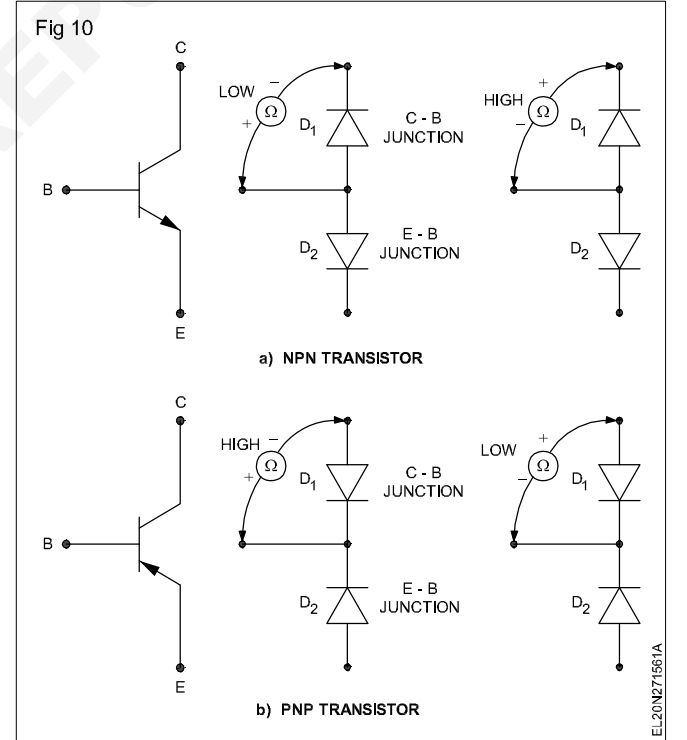 Fig 10
C
B
E
LOW
–
+
Ω
D1
C - B
JUNCTION
D2
E - B
JUNCTION
HIGH
+
–
Ω
D1
D2
a) NPN TRANSISTOR
C
B
E
HIGH
–
+
Ω
D1
C - B
JUNCTION
D2
E - B
JUNCTION
LOW
+
–
Ω
D1
D2
b) PNP TRANSISTOR
EL20N271561A